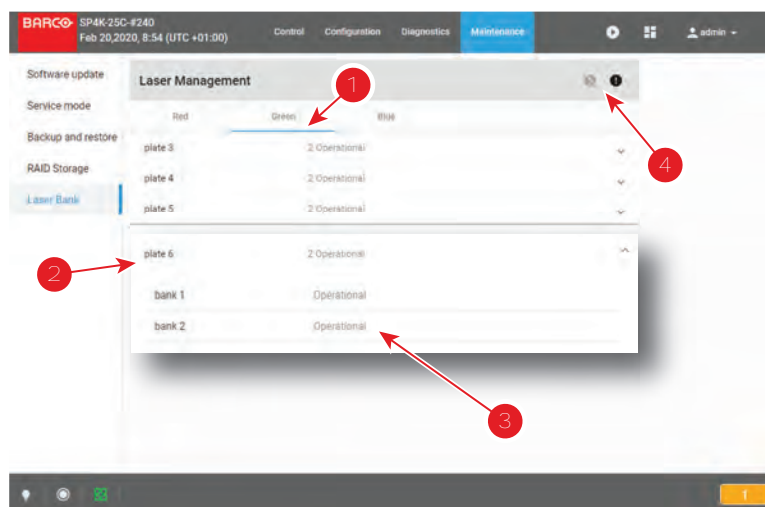 BARCO SP4K-25C-#240
Feb 20,2020, 8:54 (UTC +01:00)
Control Configuration Diagnostics Maintenance admin
Software update
Service mode
Backup and restore
RAID Storage
Laser Bank
Laser Management
1
Red Green Blue
4
plate 3 2 Operational
plate 4 2 Operational
plate 5 2 Operational
2
plate 6 2 Operational
bank 1 Operational
bank 2 Operational
3
1